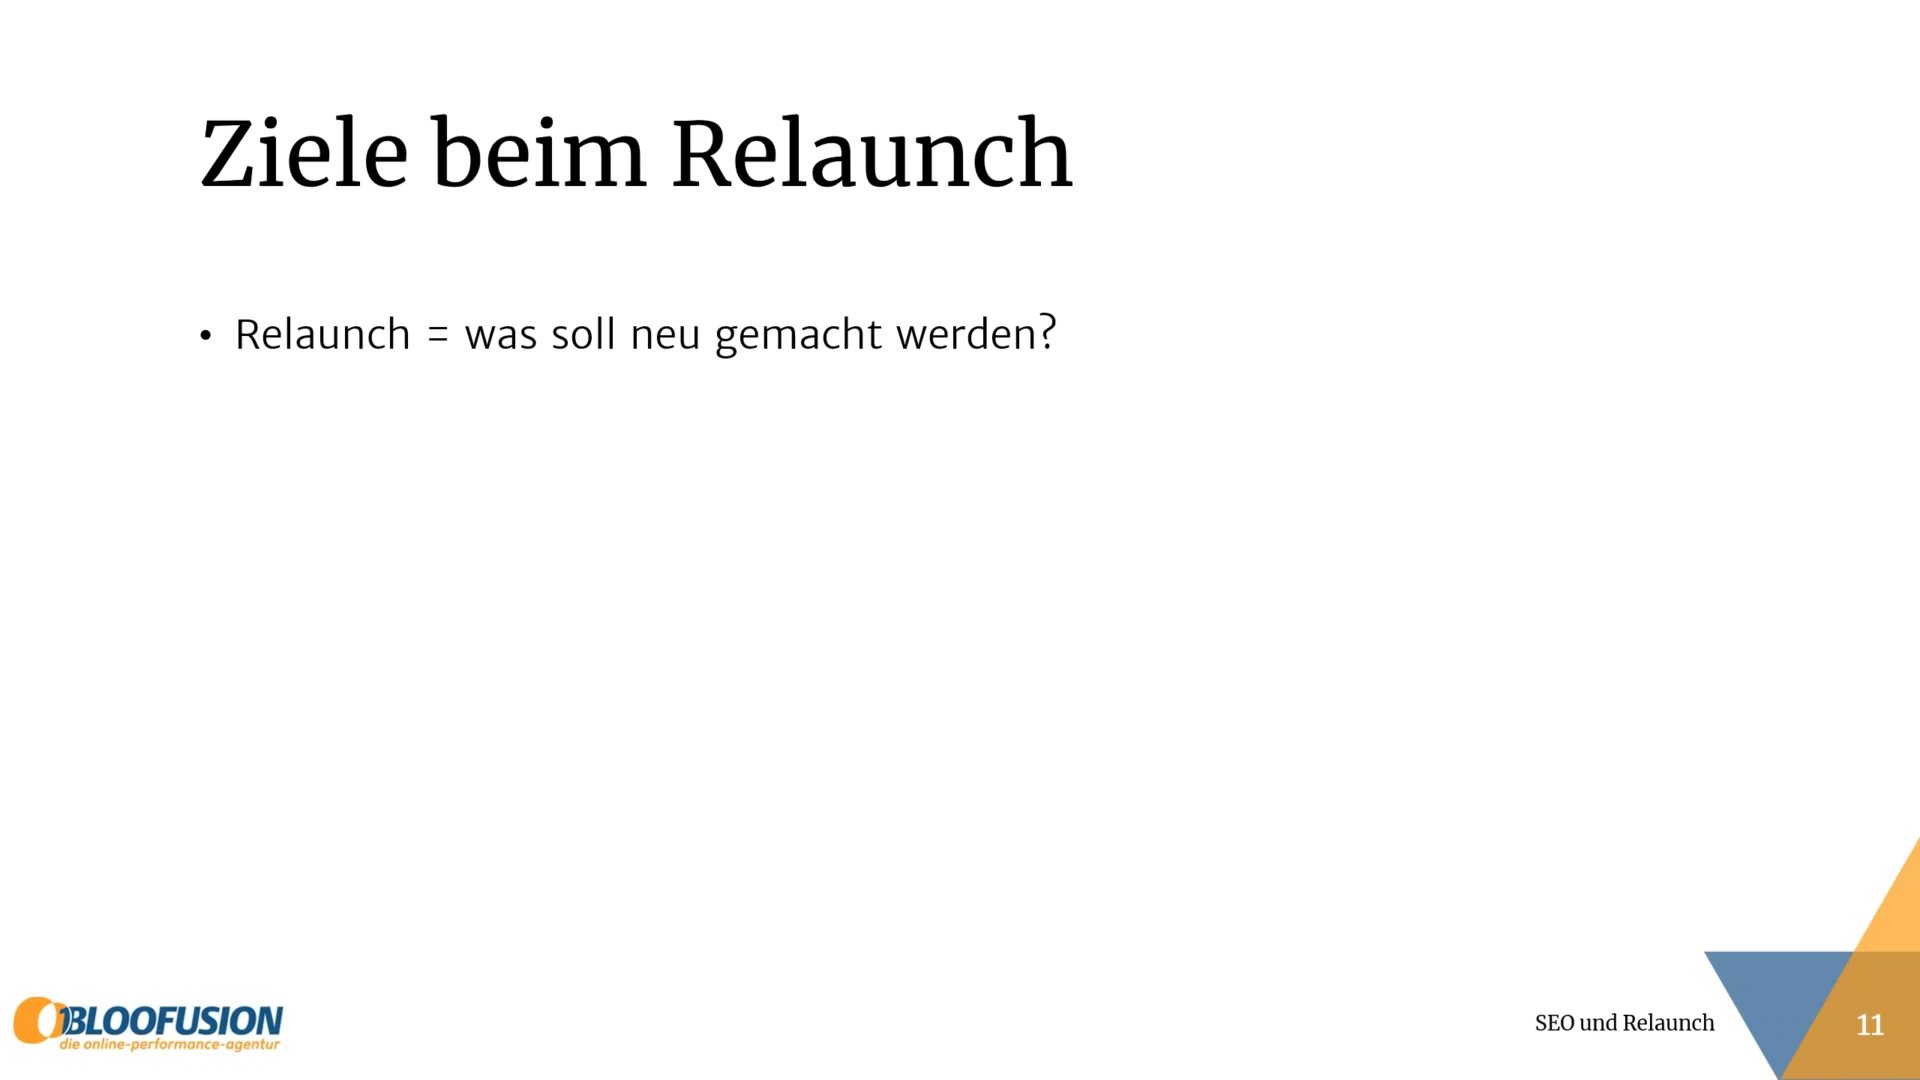 Ziele beim Relaunch
• Relaunch = was soll neu gemacht werden?
BLOOFUSION
die online-performance-agentur
SEO und Relaunch
11